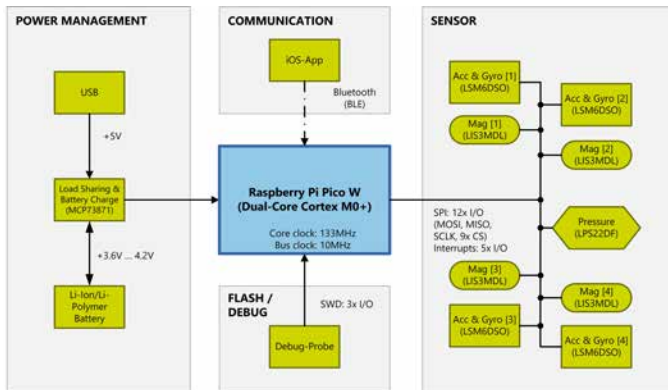 POWER MANAGEMENT
USB
+5V
Load Sharing &
Battery Charge
(MCP73871)
+3.6V ... 4.2V
Li-Ion/Li-
Polymer
Battery
COMMUNICATION
iOS-App
Bluetooth
(BLE)
Raspberry Pi Pico W
(Dual-Core Cortex M0+)
Core clock: 133MHz
Bus clock: 10MHz
FLASH /
DEBUG
SWD: 3x I/O
Debug-Probe
SENSOR
Acc & Gyro [1]
(LSM6DSO)
Acc & Gyro [2]
(LSM6DSO)
Mag [1]
(LIS3MDL)
Mag [2]
(LIS3MDL)
SPI: 12x I/O
(MOSI, MISO,
SCLK, 9x CS)
Interrupts: 5x I/O
Pressure
(LPS22DF)
Mag [3]
(LIS3MDL)
Mag [4]
(LIS3MDL)
Acc & Gyro [3]
(LSM6DSO)
Acc & Gyro [4]
(LSM6DSO)